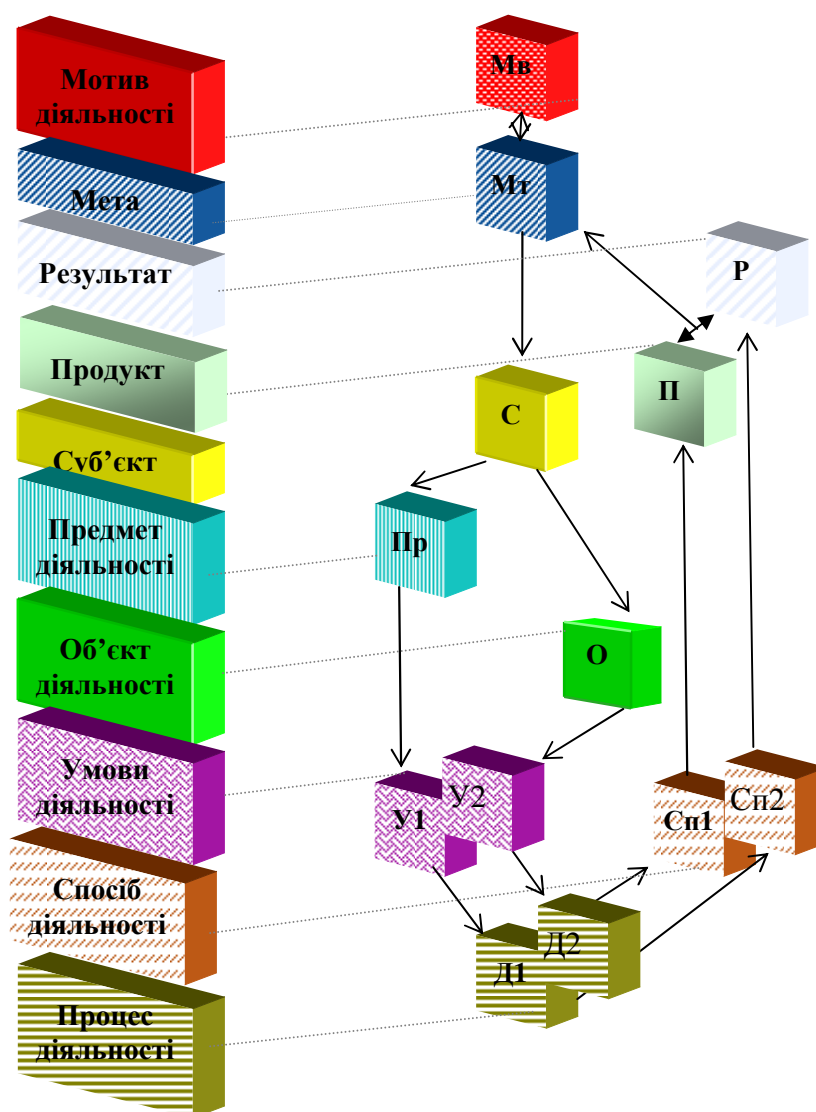 Мотив
діяльності
Мета
Результат
Продукт
Суб’єкт
Предмет
діяльності
Об’єкт
діяльності
Умови
діяльності
Спосіб
діяльності
Процес
діяльності
Мв
Мт
Р
П
С
Пр
О
У1
У2
Сп1
Сп2
Д1
Д2